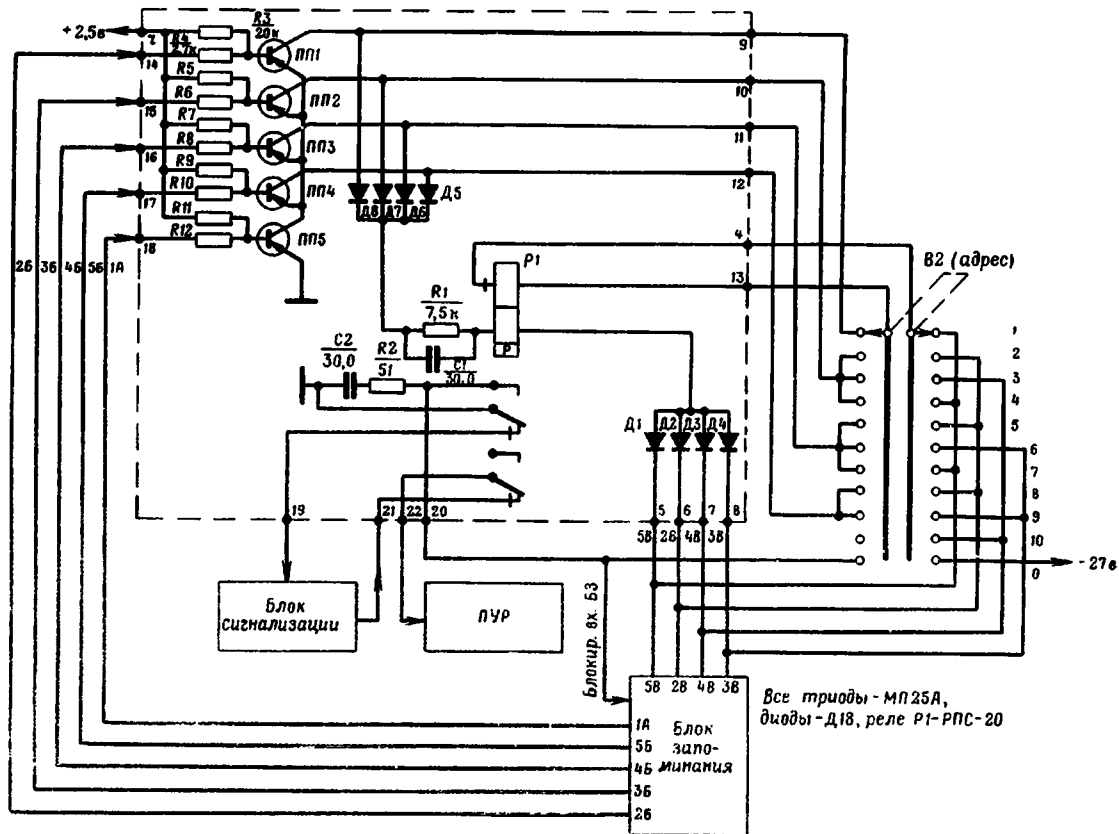 +2,5в
2
R3
20к
R4
2,7к
14
ПП1
9
R5
R6
15
ПП2
10
R7
R8
16
ПП3
11
R9
R10
17
ПП4
12
R11
R12
18
ПП5
Д8
Д7
Д6
Д5
2Б
3Б
4Б
5Б
1А
4
13
Р1
В2 (адрес)
R1
7,5к
Р
С2
30,0
R2
51
С1
30,0
1
2
3
4
5
6
7
8
9
10
0
-27в
Д1
Д2
Д3
Д4
19
21
22
20
5
6
7
8
5В
2В
4В
3В
Блок
сигнализации
ПУР
Блокир. вх. БЗ
5В
2В
4В
3В
1А
5Б
4Б
3Б
2Б
Блок
запо-
минания
Все триоды - МП25А,
диоды - Д18, реле Р1-РПС-20